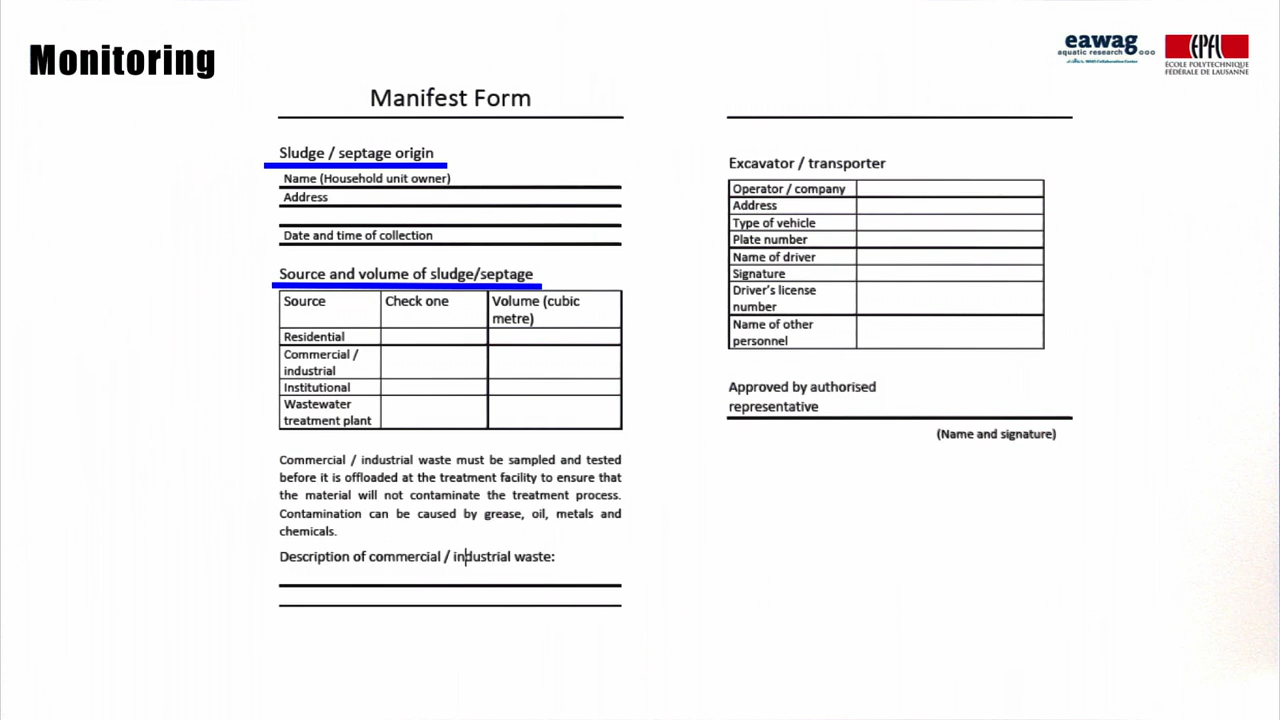 Monitoring
eawag
aquatic research
EPFL
ÉCOLE POLYTECHNIQUE
FÉDÉRALE DE LAUSANNE
Manifest Form
Sludge / septage origin
Name (Household unit owner)
Address
Date and time of collection
Source and volume of sludge/septage
Source Check one Volume (cubic
metre)
Residential
Commercial /
industrial
Institutional
Wastewater
treatment plant
Commercial / industrial waste must be sampled and tested
before it is offloaded at the treatment facility to ensure that
the material will not contaminate the treatment process.
Contamination can be caused by grease, oil, metals and
chemicals.
Description of commercial / industrial waste:
Excavator / transporter
Operator / company
Address
Type of vehicle
Plate number
Name of driver
Signature
Driver's license
number
Name of other
personnel
Approved by authorised
representative
(Name and signature)